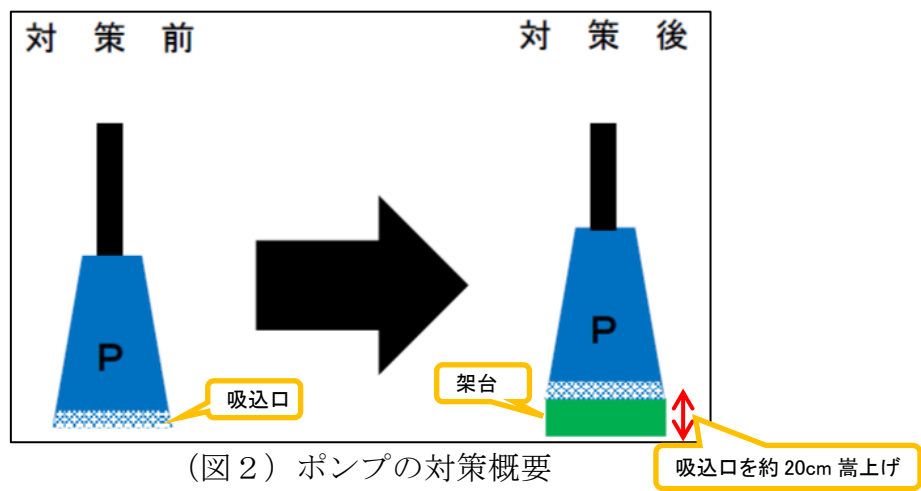 対 策 前
対 策 後
P
P
吸込口
架台
吸込口を約 20cm 嵩上げ
(図2)ポンプの対策概要